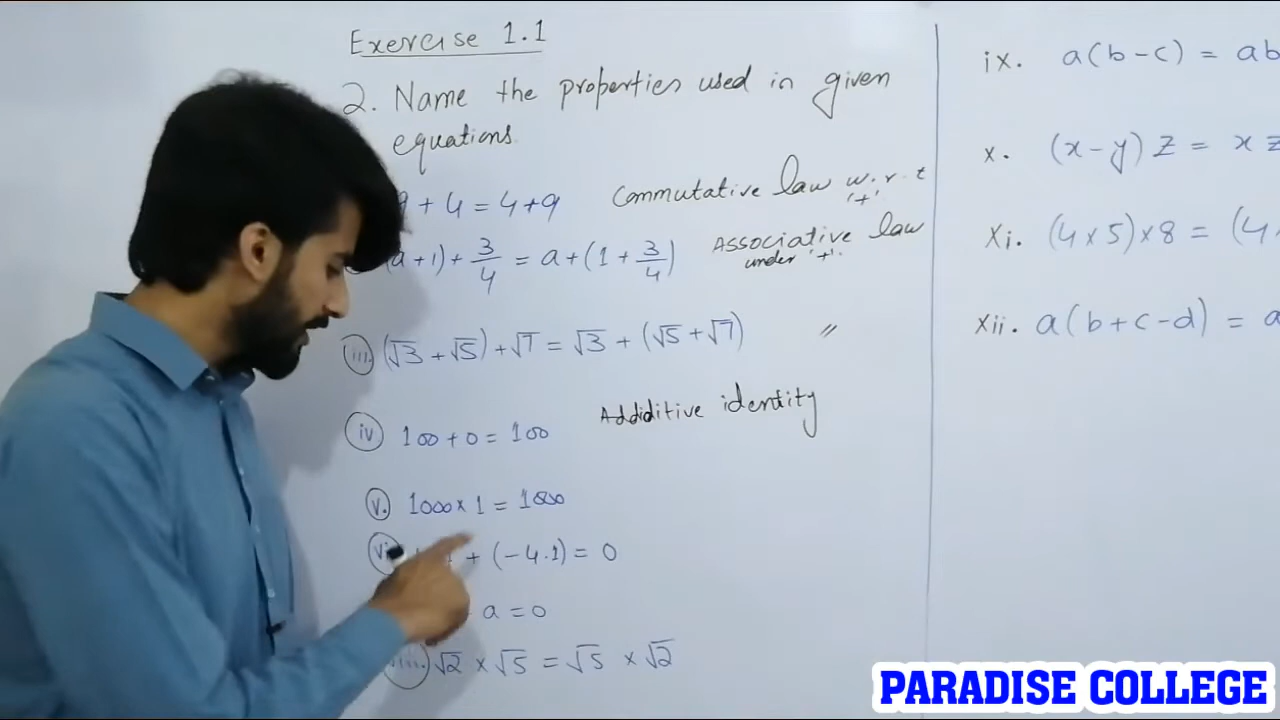 Exercise 1.1
2. Name the properties used in given
equations.
9 + 4 = 4 + 9 Commutative law w.r.t
'+'
(a + 1) + 3/4 = a + (1 + 3/4) Associative law
under '+'.
iii. (√3 + √5) + √7 = √3 + (√5 + √7) "
iv 100 + 0 = 100 Addiditive identity
v. 1000 × 1 = 1000
+ (-4.1) = 0
a = 0
√2 × √5 = √5 × √2
ix. a(b-c) = ab
x. (x-y) z = x z
xi. (4 × 5) × 8 = (4
xii. a(b + c - d) = a
PARADISE COLLEGE